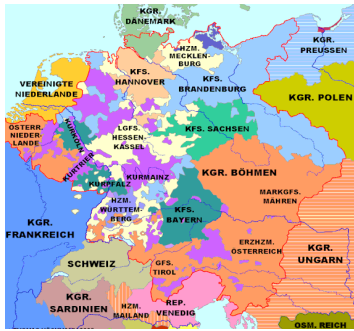 KGR.
DÄNEMARK
KGR.
PREUSSEN
HZM.
MECKLEN-
BURG
KFS.
HANNOVER
KFS.
BRANDENBURG
VEREINIGTE
NIEDERLANDE
KGR. POLEN
ÖSTERR.
NIEDER-
LANDE
KURKÖLN
LGFS.
HESSEN-
KASSEL
KFS. SACHSEN
KURTRIER
KURMAINZ
KGR. BÖHMEN
KURPFALZ
MARKGFS.
MÄHREN
HZM.
WÜRTTEM-
BERG
KFS.
BAYERN
KGR.
FRANKREICH
ERZHZM.
ÖSTERREICH
KGR.
UNGARN
SCHWEIZ
GFS.
TIROL
KGR.
SARDINIEN
HZM.
MAILAND
REP.
VENEDIG
OSM. REICH